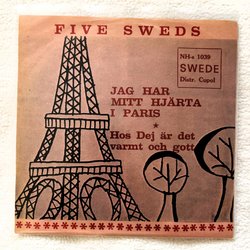 FIVE SWEDS
NH-s 1039
SWEDE
Distr. Cupol
JAG HAR
MITT HJÄRTA
I PARIS
*
Hos Dej är det
varmt och gott